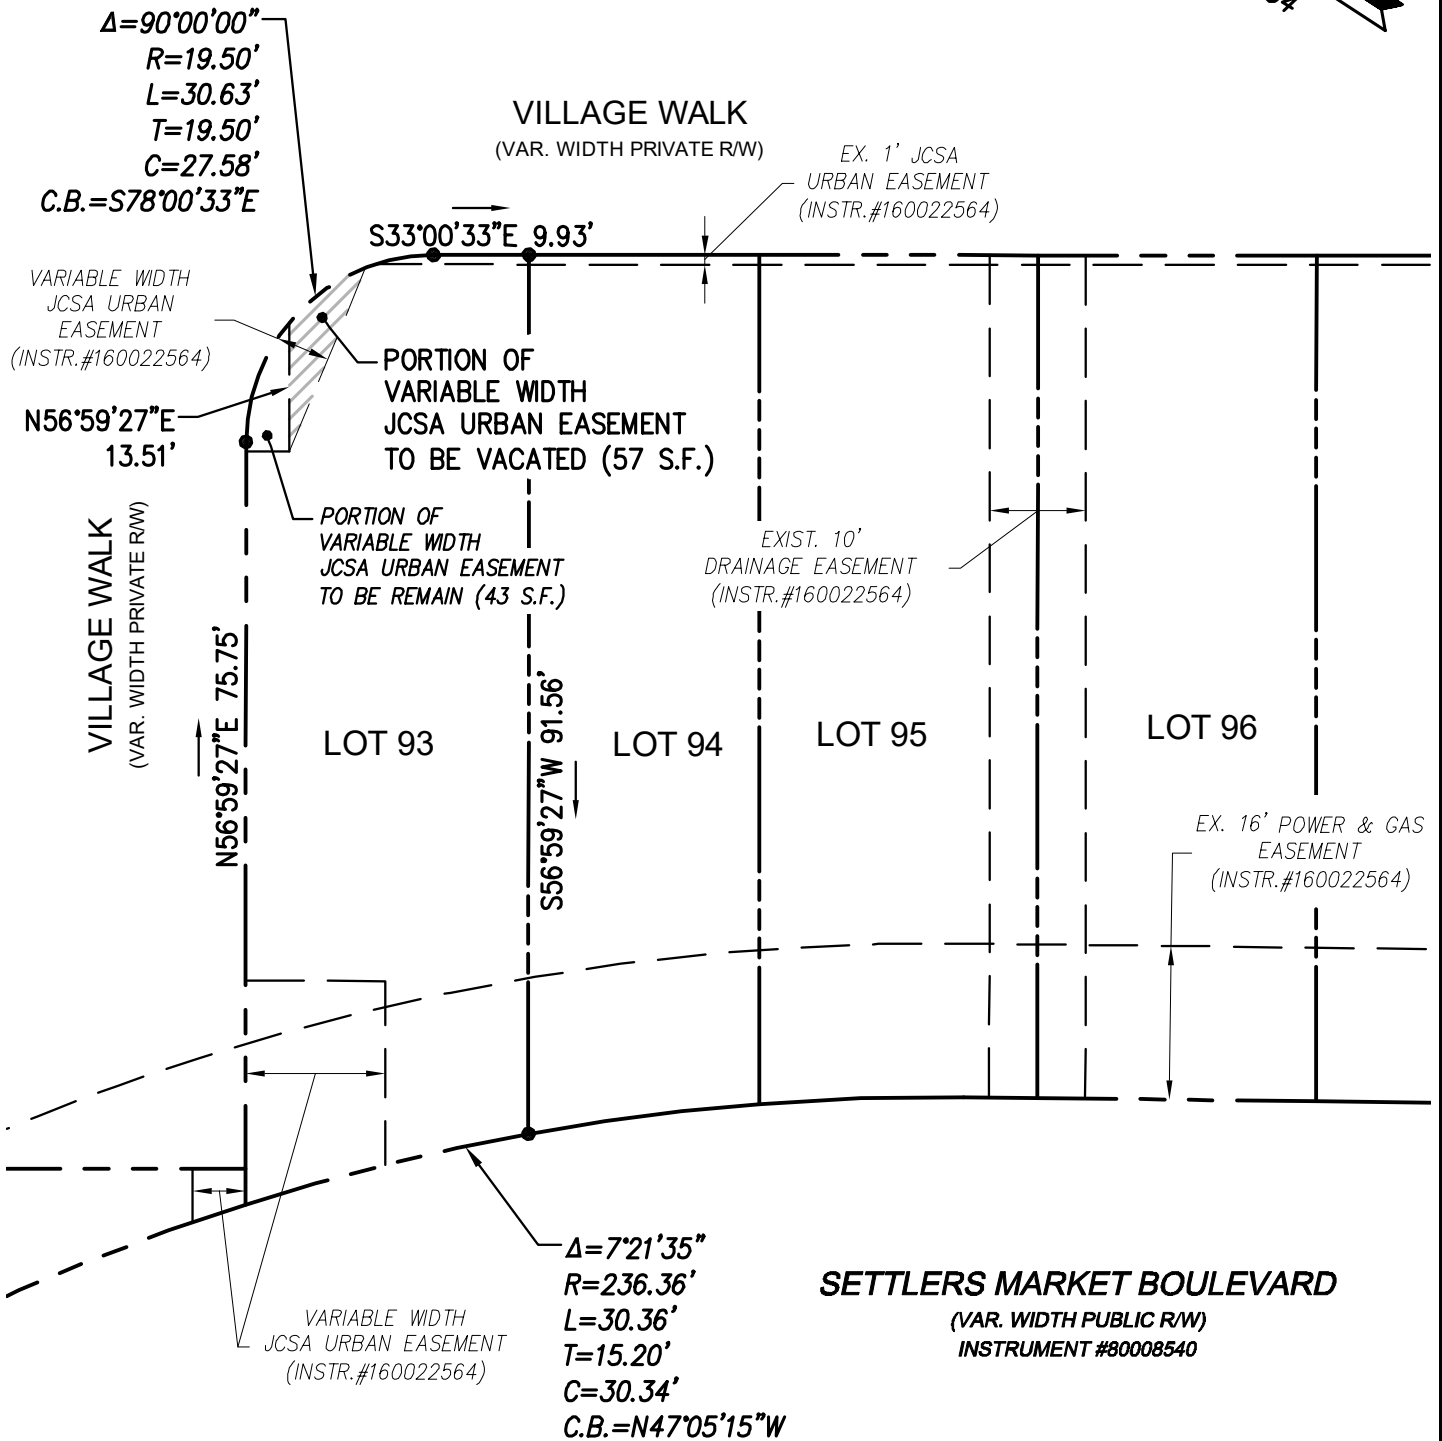 Δ=90°00'00"
R=19.50'
L=30.63'
T=19.50'
C=27.58'
C.B.=S78°00'33"E
VILLAGE WALK
(VAR. WIDTH PRIVATE R/W)
EX. 1' JCSA
URBAN EASEMENT
(INSTR.#160022564)
S33°00'33"E 9.93'
VARIABLE WIDTH
JCSA URBAN
EASEMENT
(INSTR.#160022564)
N56°59'27"E
13.51'
PORTION OF
VARIABLE WIDTH
JCSA URBAN EASEMENT
TO BE VACATED (57 S.F.)
PORTION OF
VARIABLE WIDTH
JCSA URBAN EASEMENT
TO BE REMAIN (43 S.F.)
EXIST. 10'
DRAINAGE EASEMENT
(INSTR.#160022564)
VILLAGE WALK
(VAR. WIDTH PRIVATE R/W)
N56°59'27"E 75.75'
LOT 93
S56°59'27"W 91.56'
LOT 94
LOT 95
LOT 96
EX. 16' POWER & GAS
EASEMENT
(INSTR.#160022564)
VARIABLE WIDTH
JCSA URBAN EASEMENT
(INSTR.#160022564)
Δ=7°21'35"
R=236.36'
L=30.36'
T=15.20'
C=30.34'
C.B.=N47°05'15"W
SETTLERS MARKET BOULEVARD
(VAR. WIDTH PUBLIC R/W)
INSTRUMENT #80008540